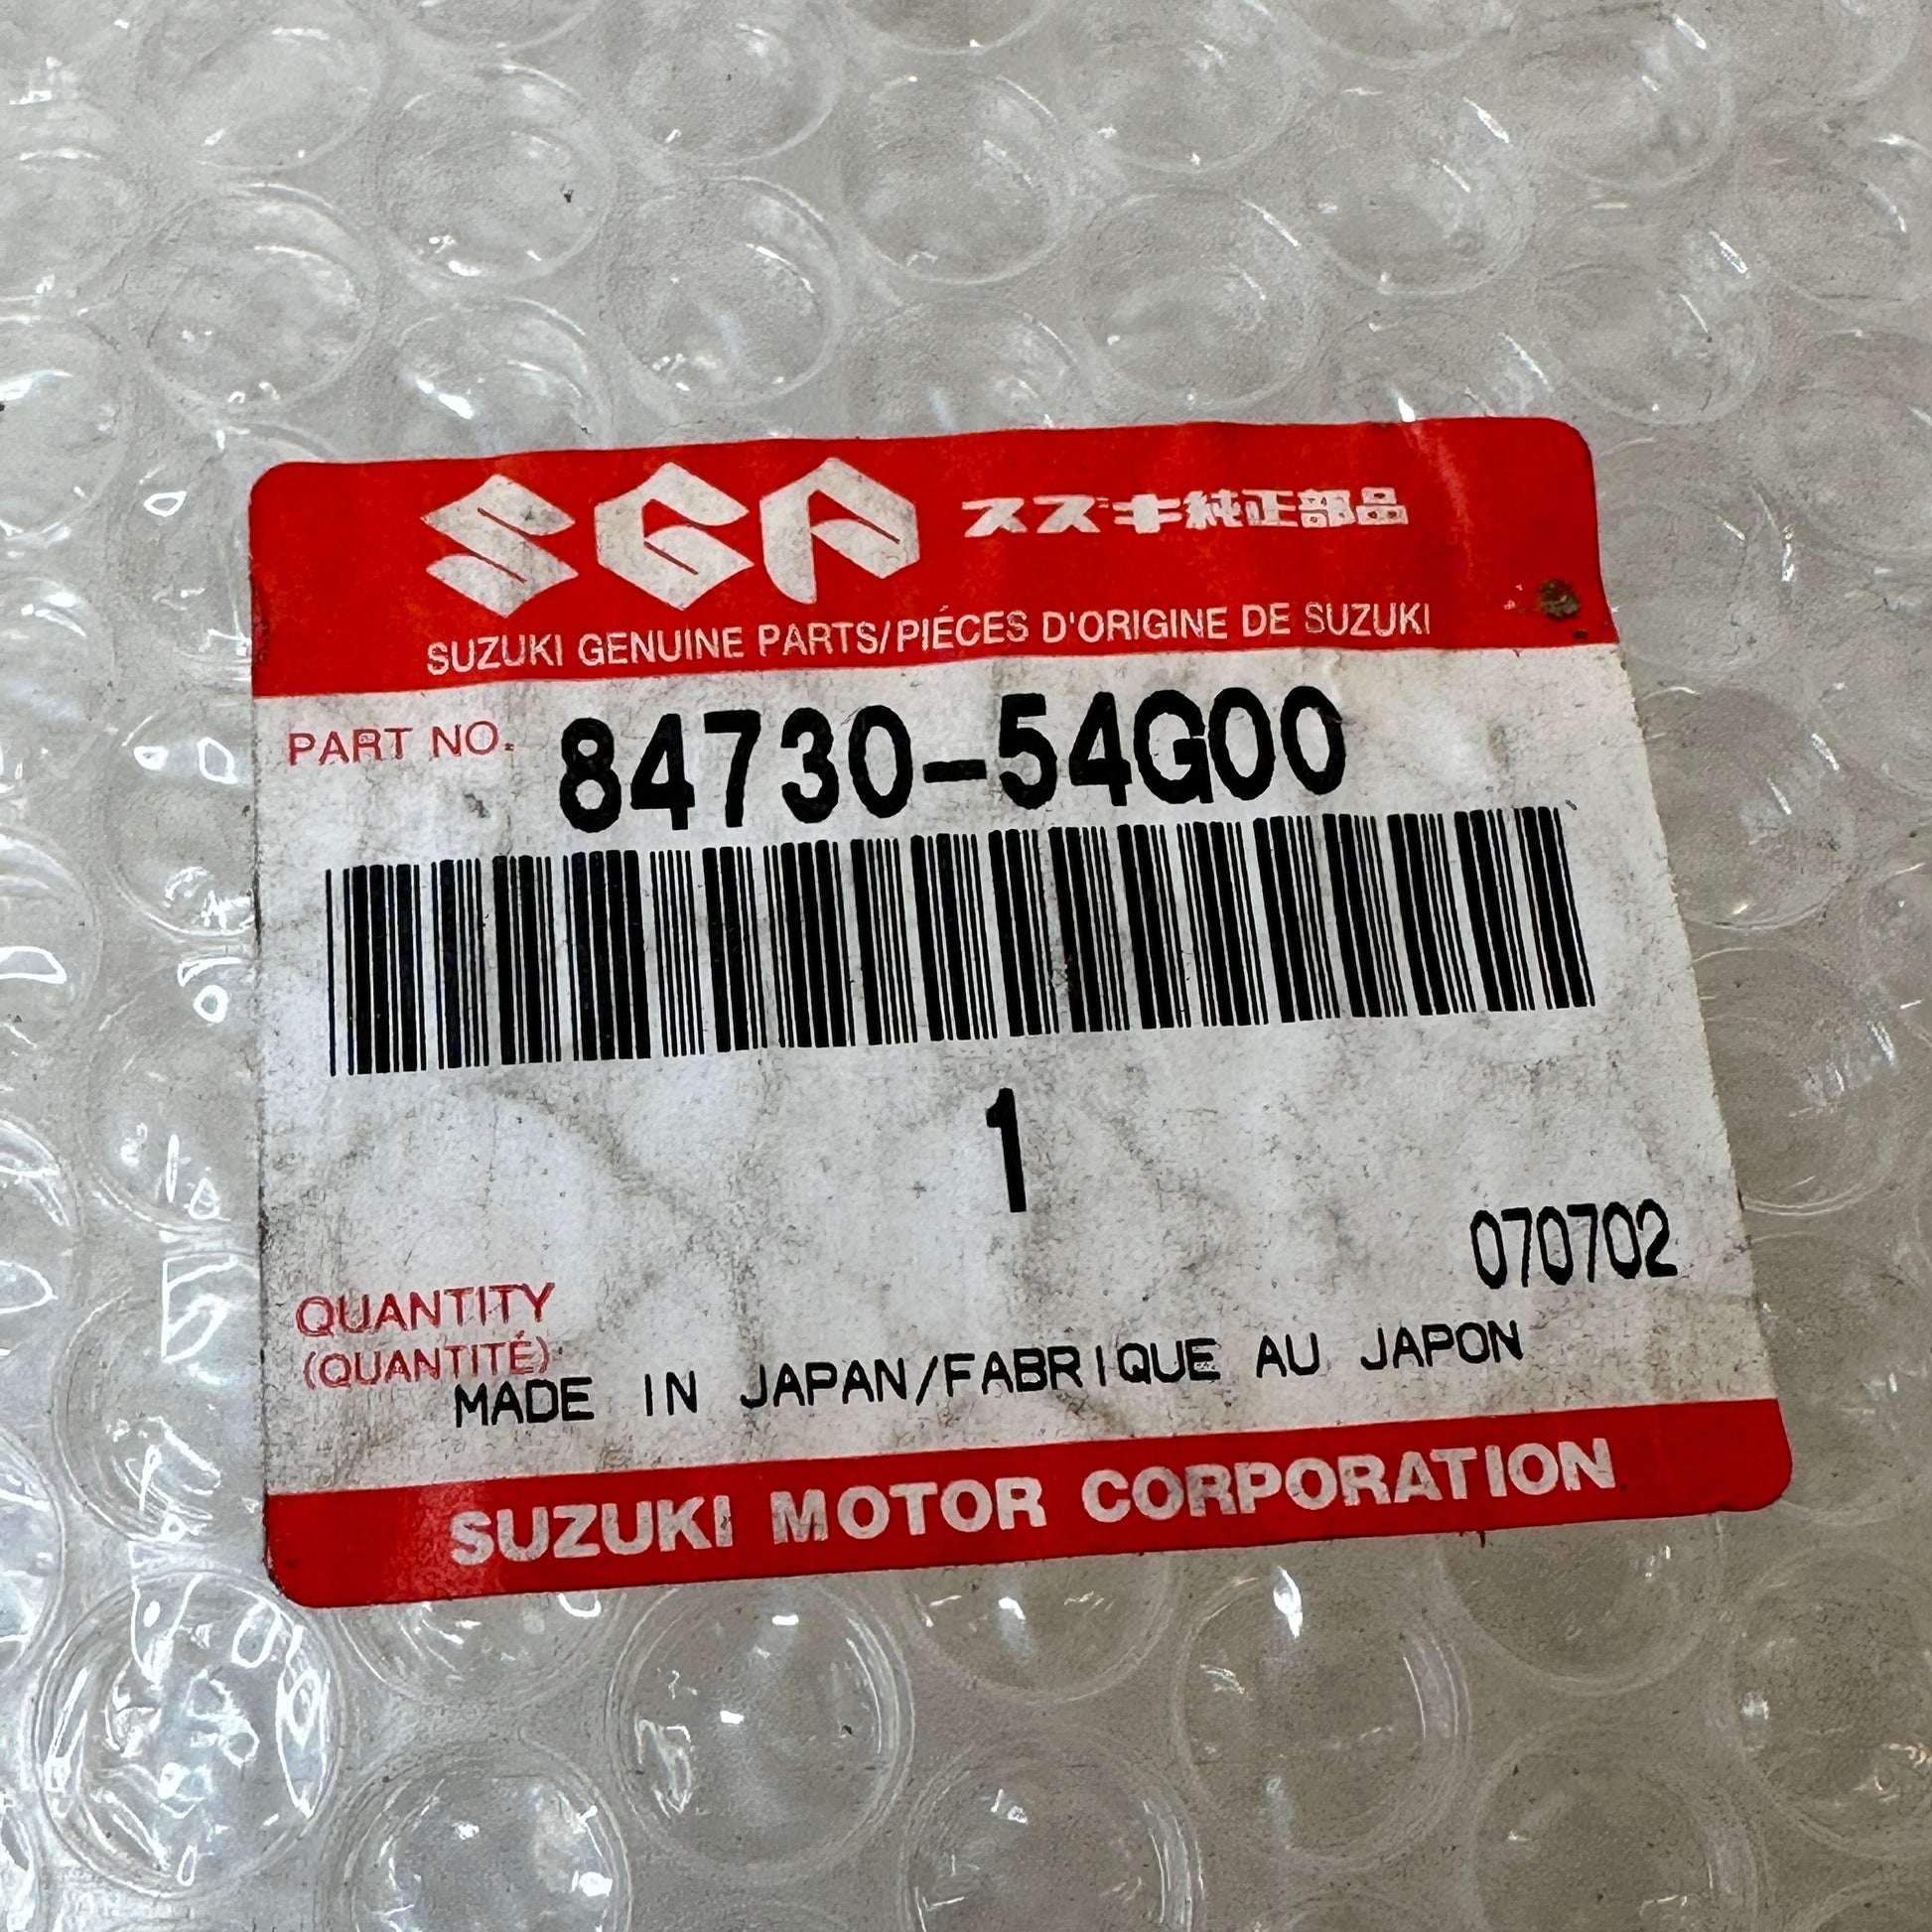 SGP スズキ純正部品
SUZUKI GENUINE PARTS/PIÉCES D'ORIGINE DE SUZUKI
PART NO. 84730-54G00
1
070702
QUANTITY
(QUANTITÉ)
MADE IN JAPAN/FABRIQUE AU JAPON
SUZUKI MOTOR CORPORATION